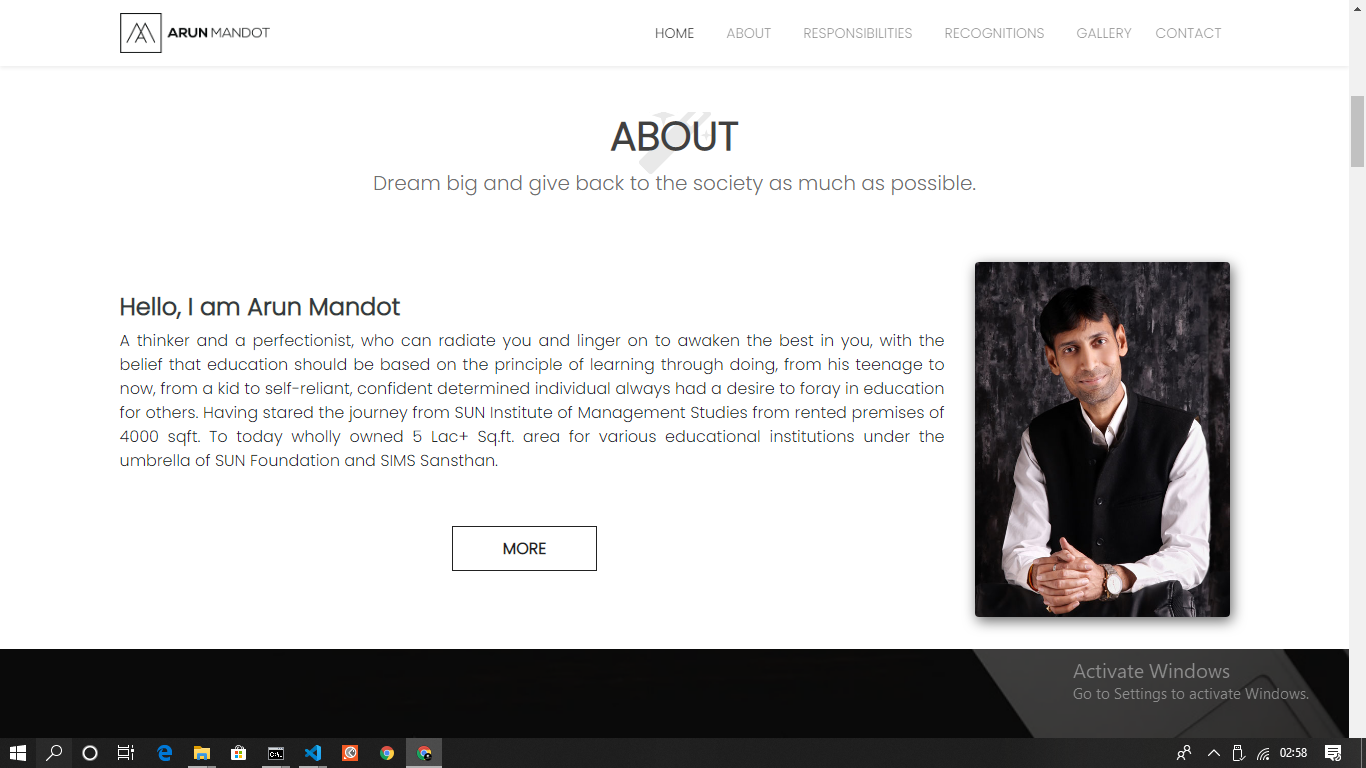 ARUN MANDOT
HOME ABOUT RESPONSIBILITIES RECOGNITIONS GALLERY CONTACT
ABOUT
Dream big and give back to the society as much as possible.
Hello, I am Arun Mandot
A thinker and a perfectionist, who can radiate you and linger on to awaken the best in you, with the
belief that education should be based on the principle of learning through doing, from his teenage to
now, from a kid to self-reliant, confident determined individual always had a desire to foray in education
for others. Having stared the journey from SUN Institute of Management Studies from rented premises of
4000 sqft. To today wholly owned 5 Lac+ Sq.ft. area for various educational institutions under the
umbrella of SUN Foundation and SIMS Sansthan.
MORE
Activate Windows
Go to Settings to activate Windows.
02:58